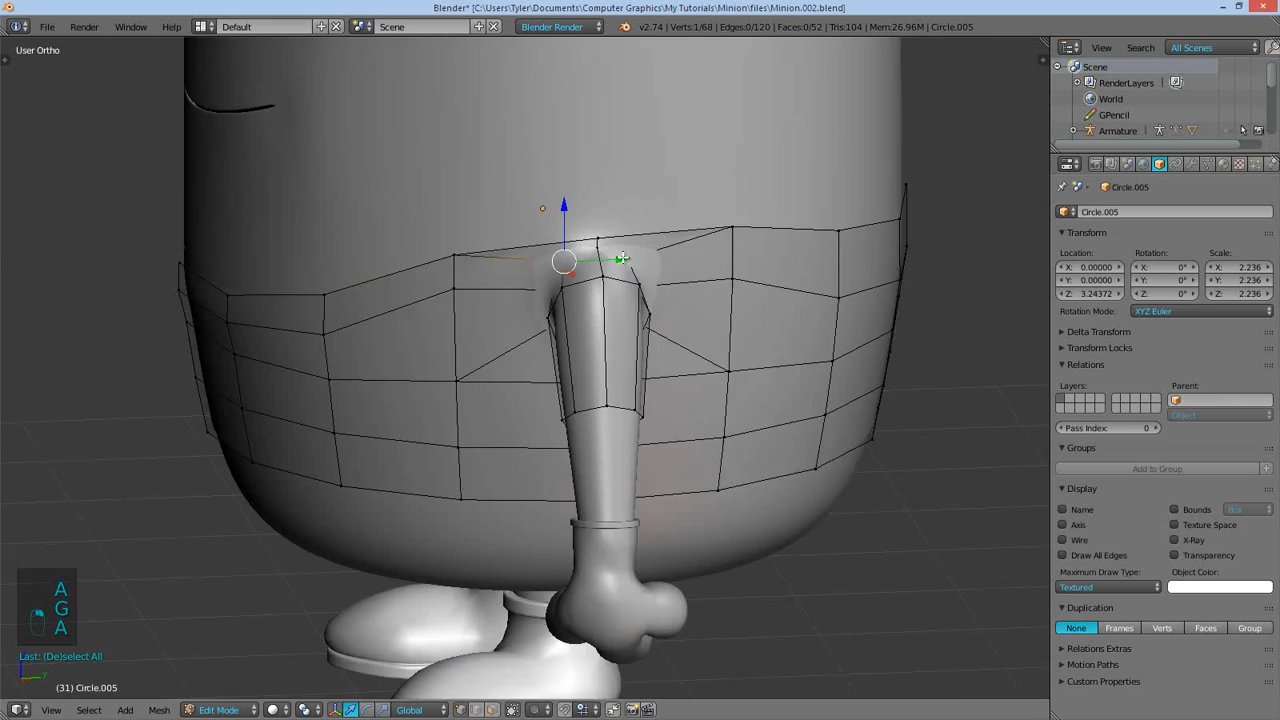 Blender* [C:\Users\Tyler\Documents\Computer Graphics\My Tutorials\Minion\files\Minion.002.blend]
File Render Window Help Default Scene Blender Render v2.74 | Verts:1/68 | Edges:0/120 | Faces:0/52 | Tris:104 | Mem:26.96M | Circle.005
User Ortho
View Search All Scenes
Scene
RenderLayers
World
GPencil
Armature
Circle.005
Circle.005
Transform
Location: Rotation: Scale:
X: 0.00000 X: 0° X: 2.236
Y: 0.00000 Y: 0° Y: 2.236
Z: 3.24372 Z: 0° Z: 2.236
Rotation Mode: XYZ Euler
Delta Transform
Transform Locks
Relations
Layers: Parent:
Object
Pass Index: 0
Groups
Add to Group
Display
Name Bounds Box
Axis Texture Space
Wire X-Ray
Draw All Edges Transparency
Maximum Draw Type: Object Color:
Textured
Duplication
None Frames Verts Faces Group
Relations Extras
Motion Paths
Custom Properties
A
G
A
Last: (De)select All
(31) Circle.005
View Select Add Mesh Edit Mode Global